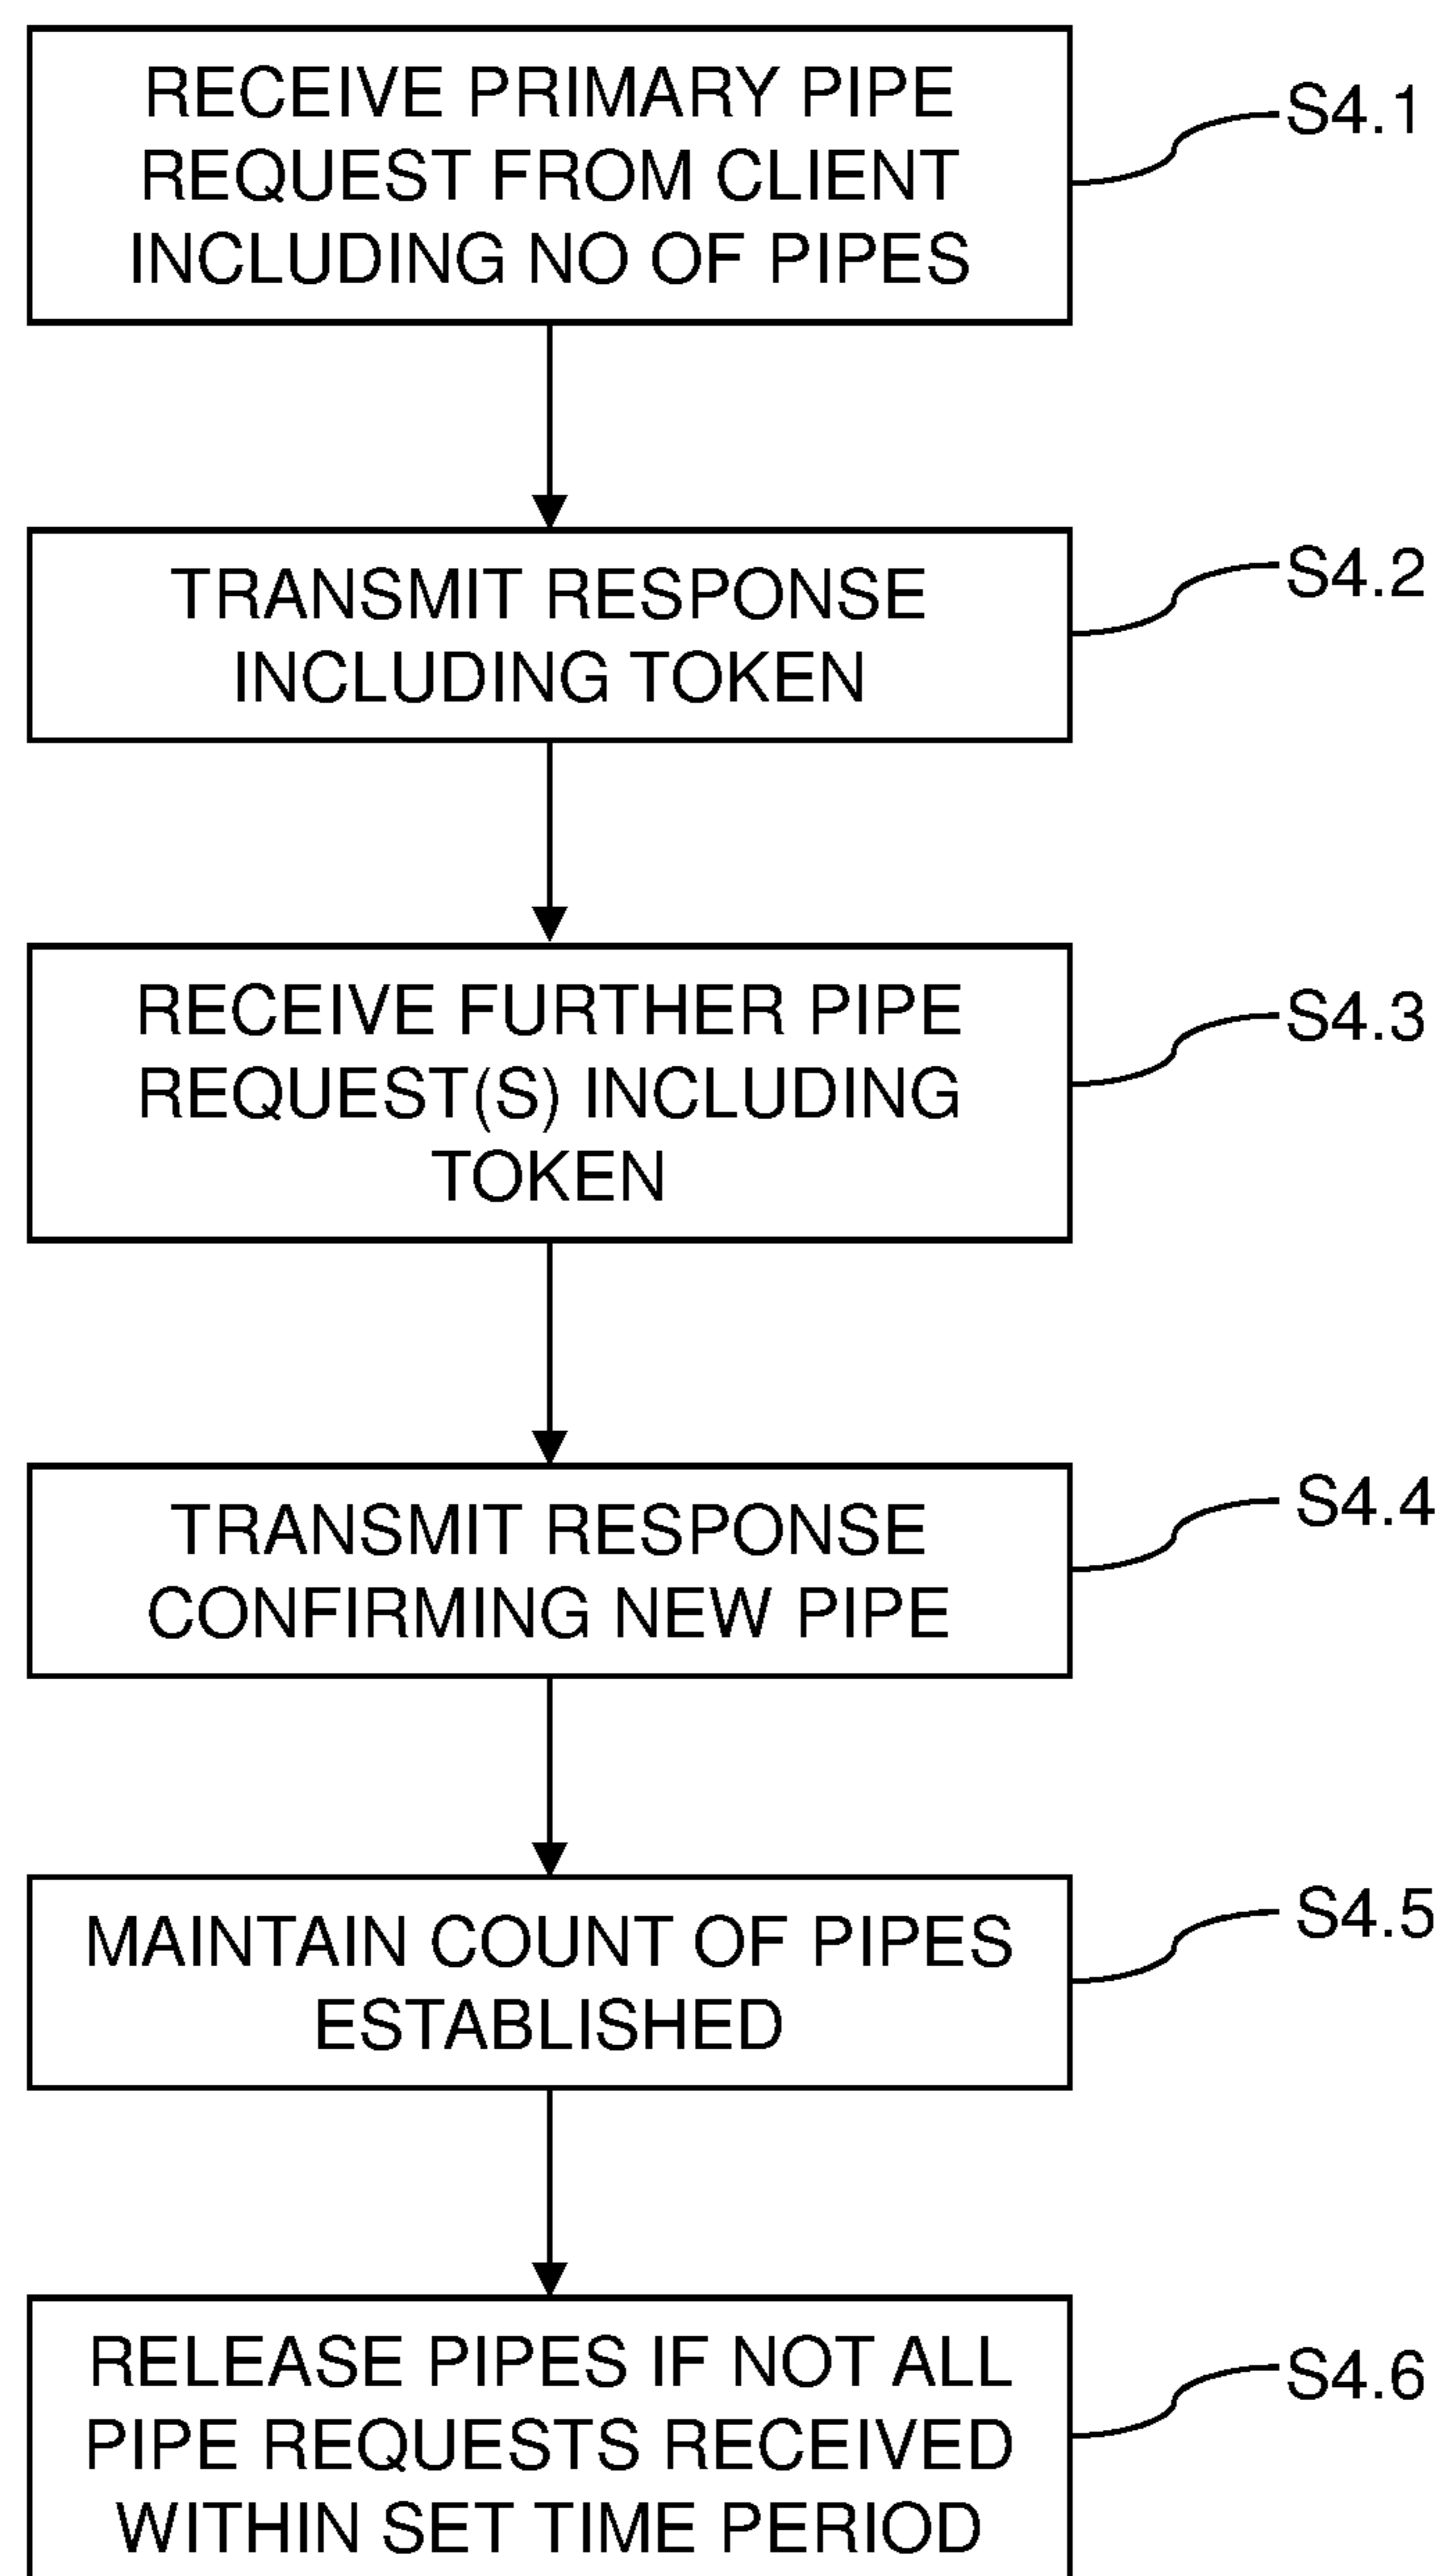 RECEIVE PRIMARY PIPE
REQUEST FROM CLIENT
INCLUDING NO OF PIPES
S4.1
TRANSMIT RESPONSE
INCLUDING TOKEN
S4.2
RECEIVE FURTHER PIPE
REQUEST(S) INCLUDING
TOKEN
S4.3
TRANSMIT RESPONSE
CONFIRMING NEW PIPE
S4.4
MAINTAIN COUNT OF PIPES
ESTABLISHED
S4.5
RELEASE PIPES IF NOT ALL
PIPE REQUESTS RECEIVED
WITHIN SET TIME PERIOD
S4.6